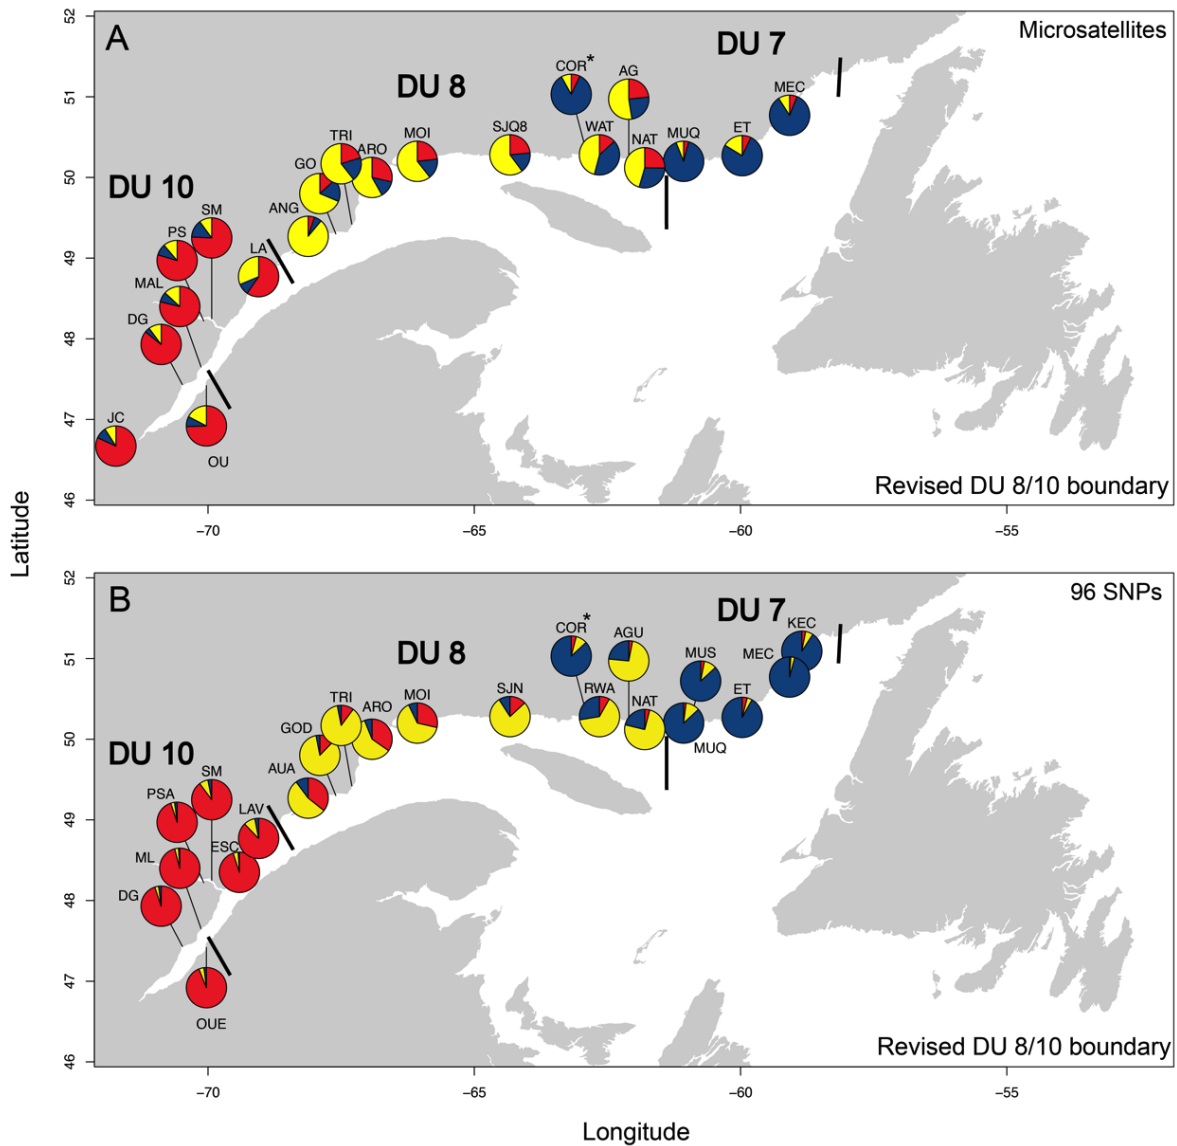 A
Microsatellites
DU 7
DU 8
DU 10
COR*
AG
MEC
TRI
ARO
MOI
SJQ8
WAT
NAT
MUQ
ET
GO
ANG
SM
PS
LA
MAL
DG
JC
OU
Revised DU 8/10 boundary
52
51
50
49
48
47
46
−70
−65
−60
−55
Latitude
B
96 SNPs
DU 7
DU 8
DU 10
COR*
AGU
KEC
MUS
MEC
TRI
ARO
MOI
SJN
RWA
NAT
ET
MUQ
GOD
AUA
SM
PSA
LAV
ML
ESC
DG
OUE
Revised DU 8/10 boundary
52
51
50
49
48
47
46
−70
−65
−60
−55
Longitude